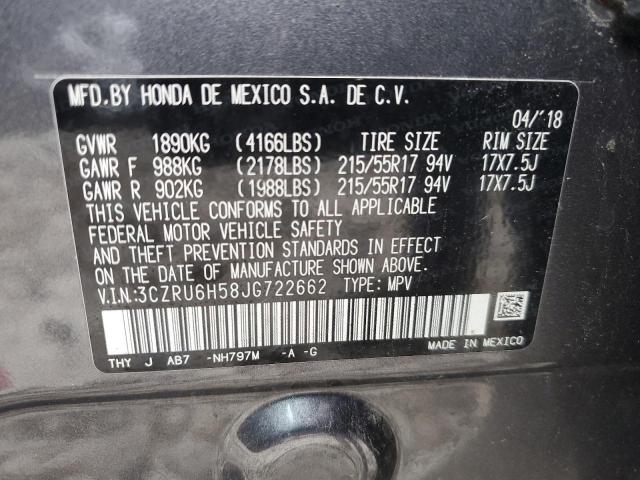 MFD. BY HONDA DE MEXICO S.A. DE C.V.
04/'18
GVWR 1890KG (4166LBS) TIRE SIZE RIM SIZE
GAWR F 988KG (2178LBS) 215/55R17 94V 17X7.5J
GAWR R 902KG (1988LBS) 215/55R17 94V 17X7.5J
THIS VEHICLE CONFORMS TO ALL APPLICABLE
FEDERAL MOTOR VEHICLE SAFETY
AND THEFT PREVENTION STANDARDS IN EFFECT
ON THE DATE OF MANUFACTURE SHOWN ABOVE.
V.I.N:3CZRU6H58JG722662 TYPE: MPV
THY J AB7 -NH797M -A -G
MADE IN MEXICO